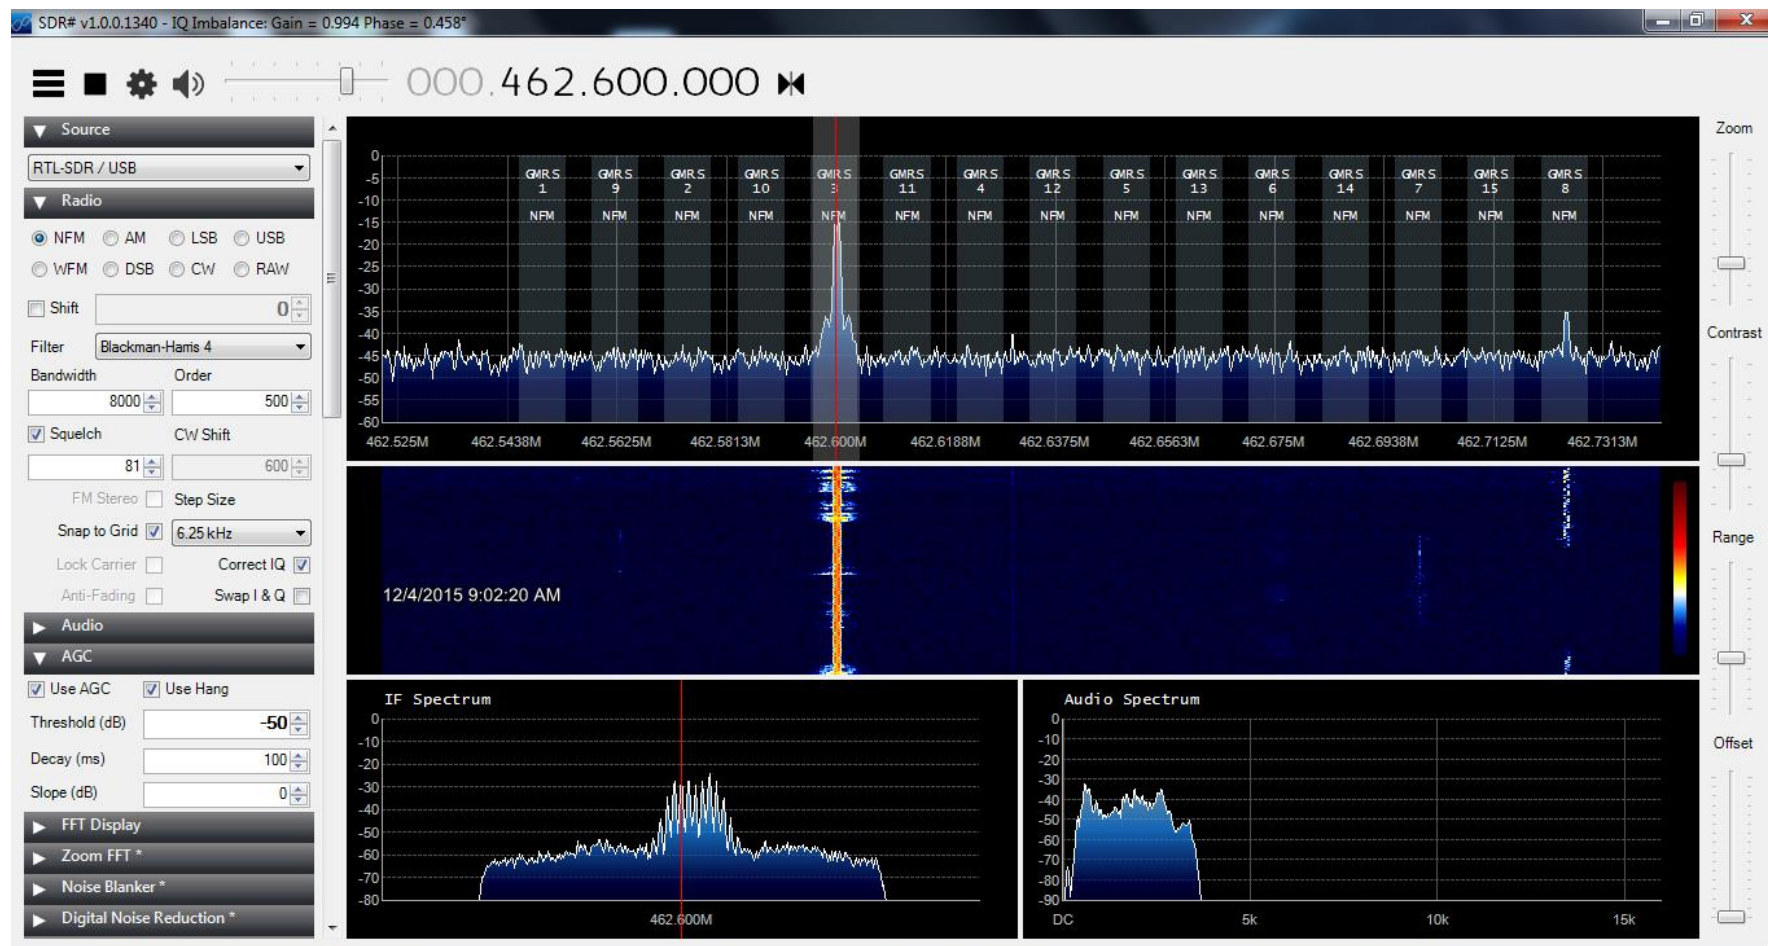 SDR# v1.0.0.1340 - IQ Imbalance: Gain = 0.994 Phase = 0.458°
000.462.600.000
Source
RTL-SDR / USB
Radio
NFM AM LSB USB
WFM DSB CW RAW
Shift 0
Filter Blackman-Harris 4
Bandwidth Order
8000 500
Squelch CW Shift
81 600
FM Stereo Step Size
Snap to Grid 6.25 kHz
Lock Carrier Correct IQ
Anti-Fading Swap I & Q
Audio
AGC
Use AGC Use Hang
Threshold (dB) -50
Decay (ms) 100
Slope (dB) 0
FFT Display
Zoom FFT *
Noise Blanker *
Digital Noise Reduction *
0
-5
-10
-15
-20
-25
-30
-35
-40
-45
-50
-55
-60
GMRS GMRS GMRS GMRS GMRS GMRS GMRS GMRS GMRS GMRS GMRS GMRS GMRS GMRS GMRS
1 9 2 10 3 11 4 12 5 13 6 14 7 15 8
NFM NFM NFM NFM NFM NFM NFM NFM NFM NFM NFM NFM NFM NFM NFM
462.525M 462.5438M 462.5625M 462.5813M 462.600M 462.6188M 462.6375M 462.6563M 462.675M 462.6938M 462.7125M 462.7313M
12/4/2015 9:02:20 AM
IF Spectrum
0
-10
-20
-30
-40
-50
-60
-70
-80
462.600M
Audio Spectrum
0
-10
-20
-30
-40
-50
-60
-70
-80
-90
DC 5k 10k 15k
Zoom
Contrast
Range
Offset